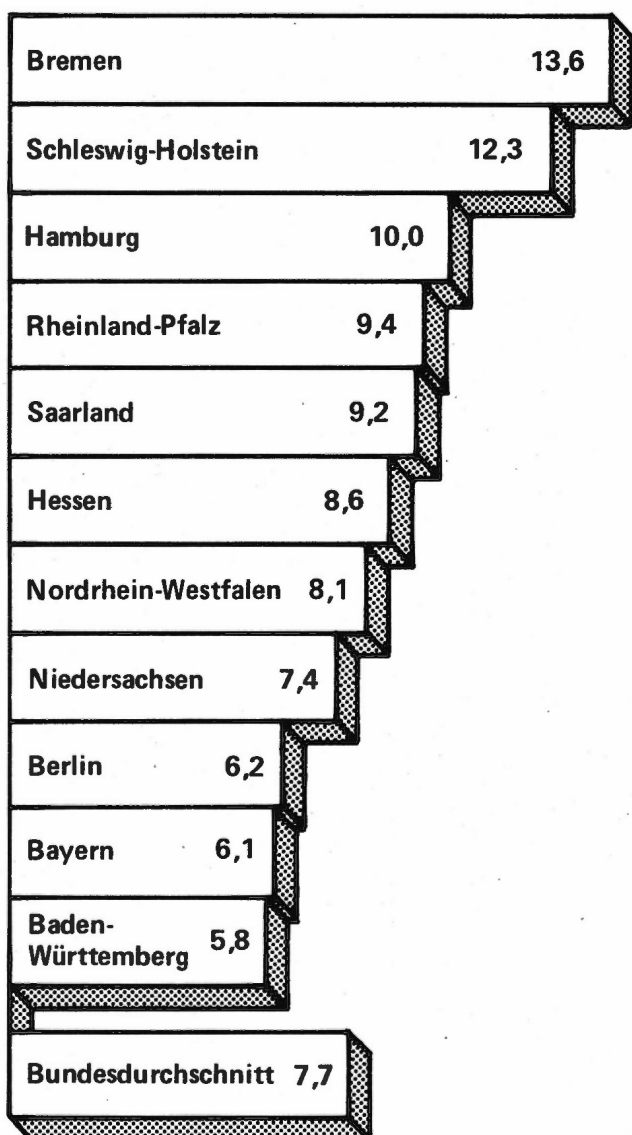 Bremen 13,6
Schleswig-Holstein 12,3
Hamburg 10,0
Rheinland-Pfalz 9,4
Saarland 9,2
Hessen 8,6
Nordrhein-Westfalen 8,1
Niedersachsen 7,4
Berlin 6,2
Bayern 6,1
Baden-
Württemberg 5,8
Bundesdurchschnitt 7,7